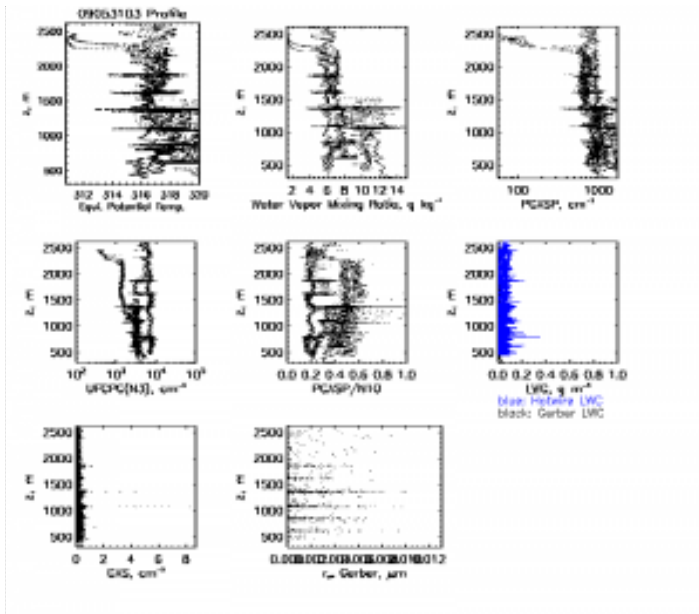 09053103 Profile
2500
2000
1500
1000
500
z, m
312 314 316 318 320
Equi. Potential Temp.
2500
2000
1500
1000
500
z, m
2 4 6 8 10 12 14
Water Vapor Mixing Ratio, g kg⁻¹
2500
2000
1500
1000
500
z, m
100 1000
PCASP, cm⁻³
2500
2000
1500
1000
500
z, m
10² 10³ 10⁴ 10⁵
UFCPC(N3), cm⁻³
2500
2000
1500
1000
500
z, m
0.0 0.2 0.4 0.6 0.8 1.0
PCASP/N10
2500
2000
1500
1000
500
z, m
0.0 0.2 0.4 0.6 0.8 1.0
LWC, g m⁻³
blue: Hotwire LWC
black: Gerber LWC
2500
2000
1500
1000
500
z, m
0 2 4 6 8
2500
2000
1500
1000
500
z, m
Gerber, μm